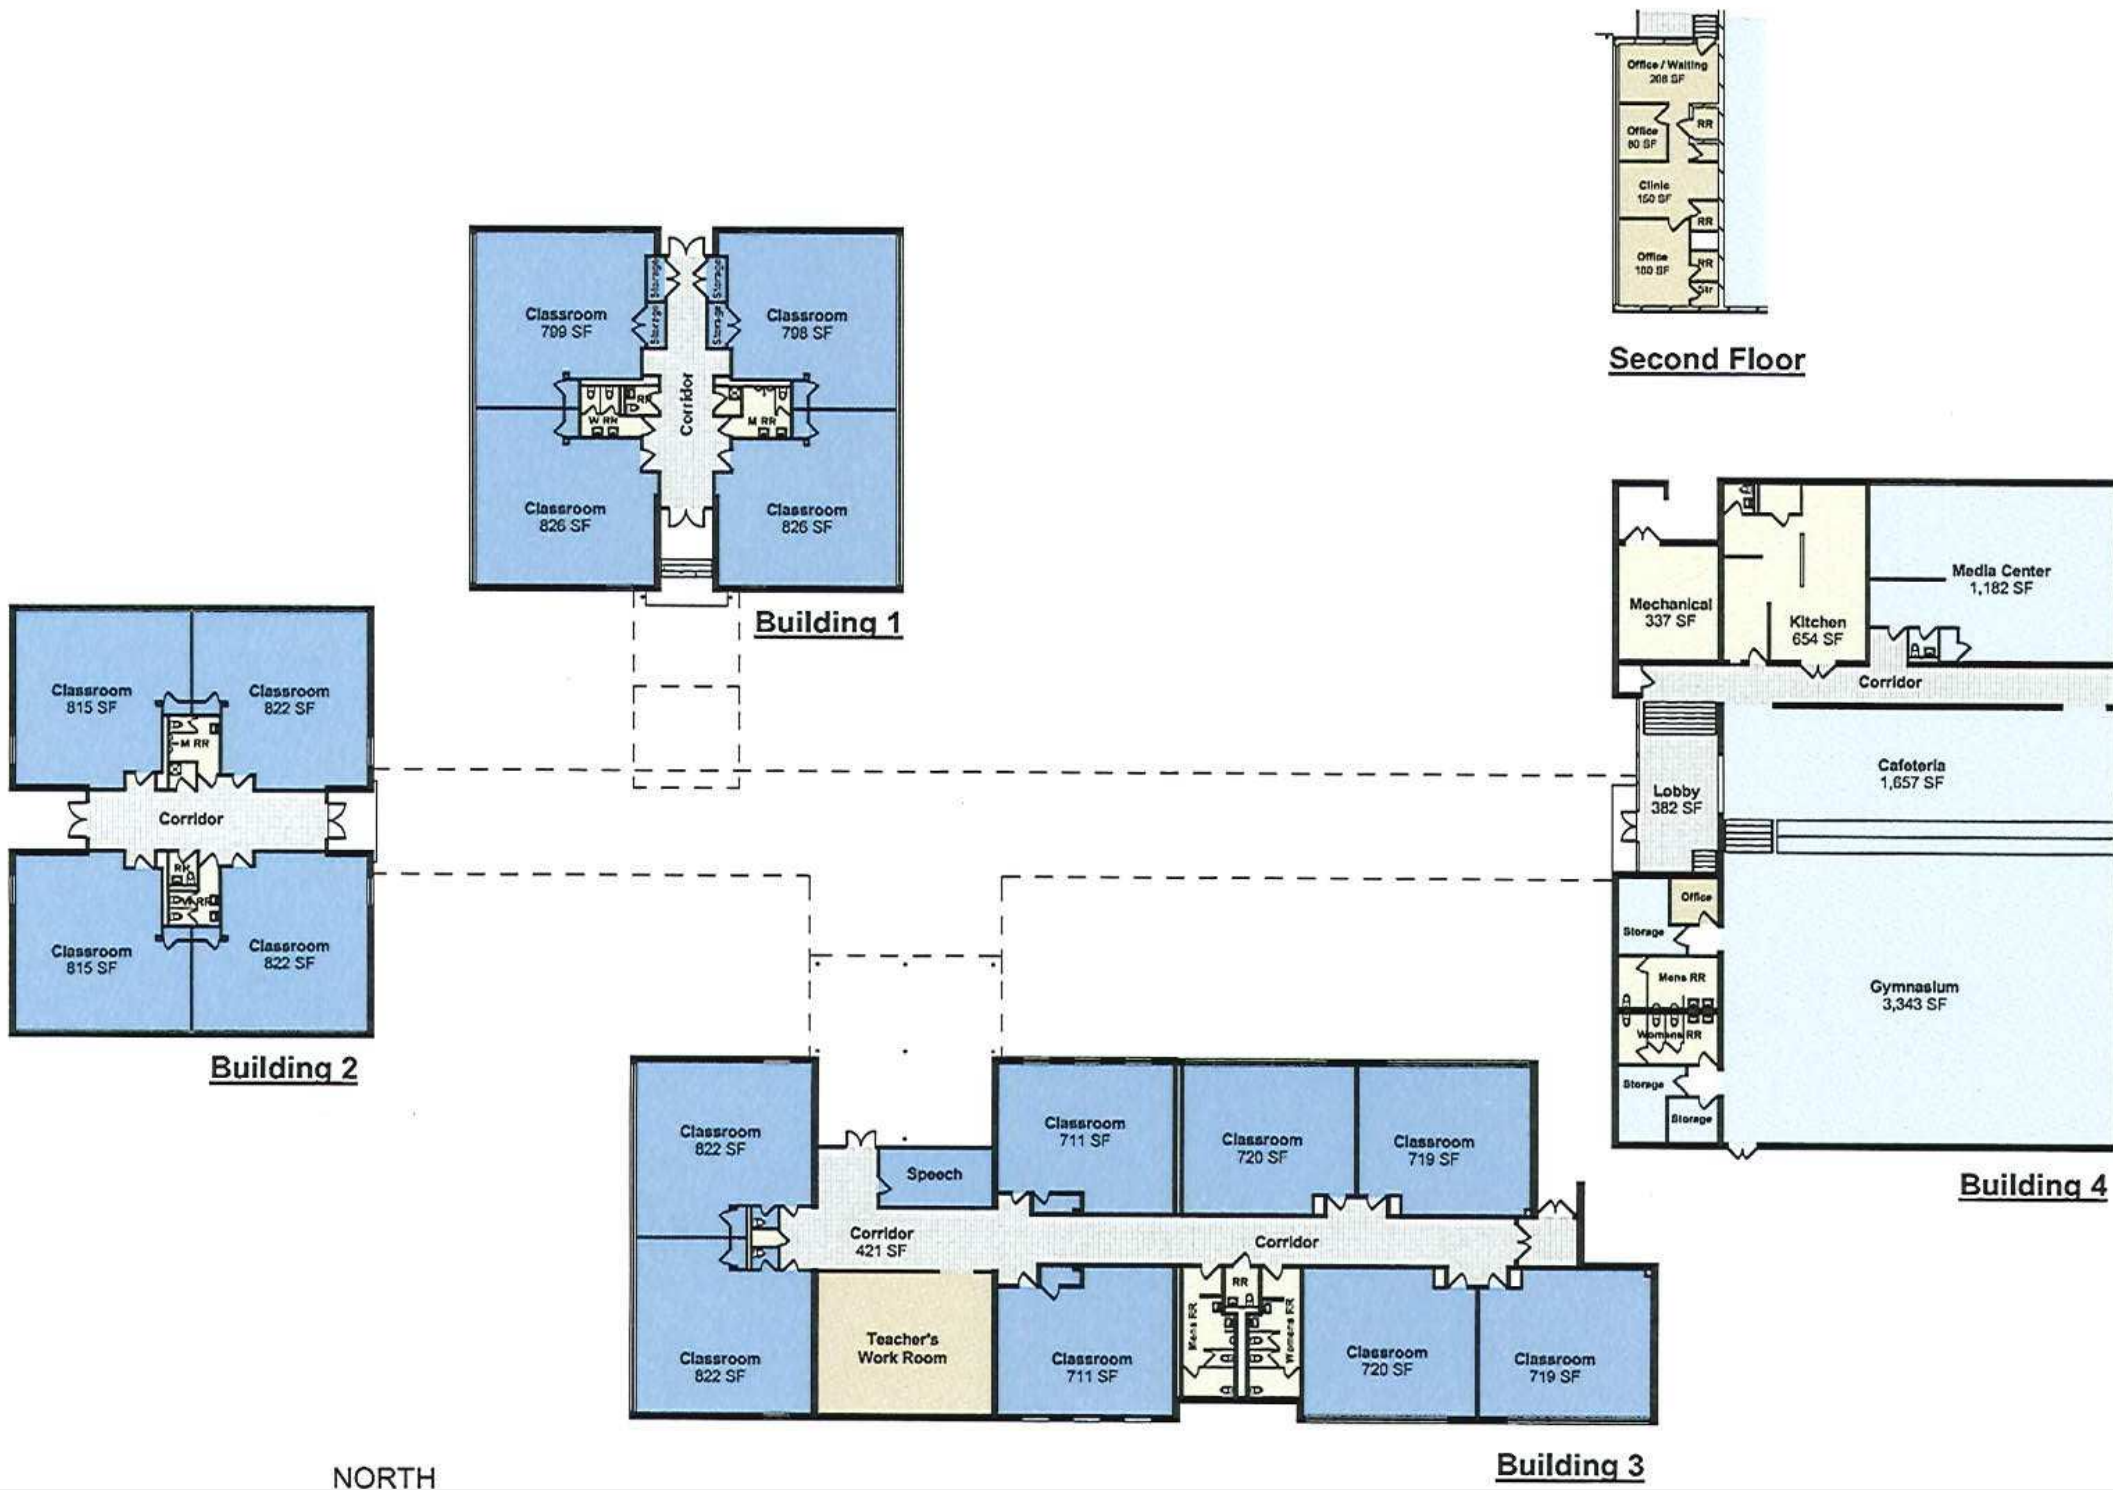 Office / Waiting
208 SF
Office
80 SF
RR
Clinic
150 SF
RR
Office
180 SF
RR
Str
Second Floor
Storage
Storage
Storage
Storage
Classroom
799 SF
Classroom
798 SF
Corridor
RR
W RR
M RR
Classroom
826 SF
Classroom
826 SF
Building 1
Classroom
815 SF
Classroom
822 SF
M RR
Corridor
RR
Classroom
815 SF
Classroom
822 SF
Building 2
Mechanical
337 SF
Kitchen
654 SF
Media Center
1,182 SF
Corridor
Lobby
382 SF
Cafeteria
1,657 SF
Office
Storage
Mens RR
Womens RR
Storage
Storage
Gymnasium
3,343 SF
Building 4
Classroom
822 SF
Speech
Classroom
711 SF
Classroom
720 SF
Classroom
719 SF
Corridor
421 SF
Corridor
Classroom
822 SF
Teacher's
Work Room
Classroom
711 SF
Mens RR
RR
Womens RR
Classroom
720 SF
Classroom
719 SF
Building 3
NORTH